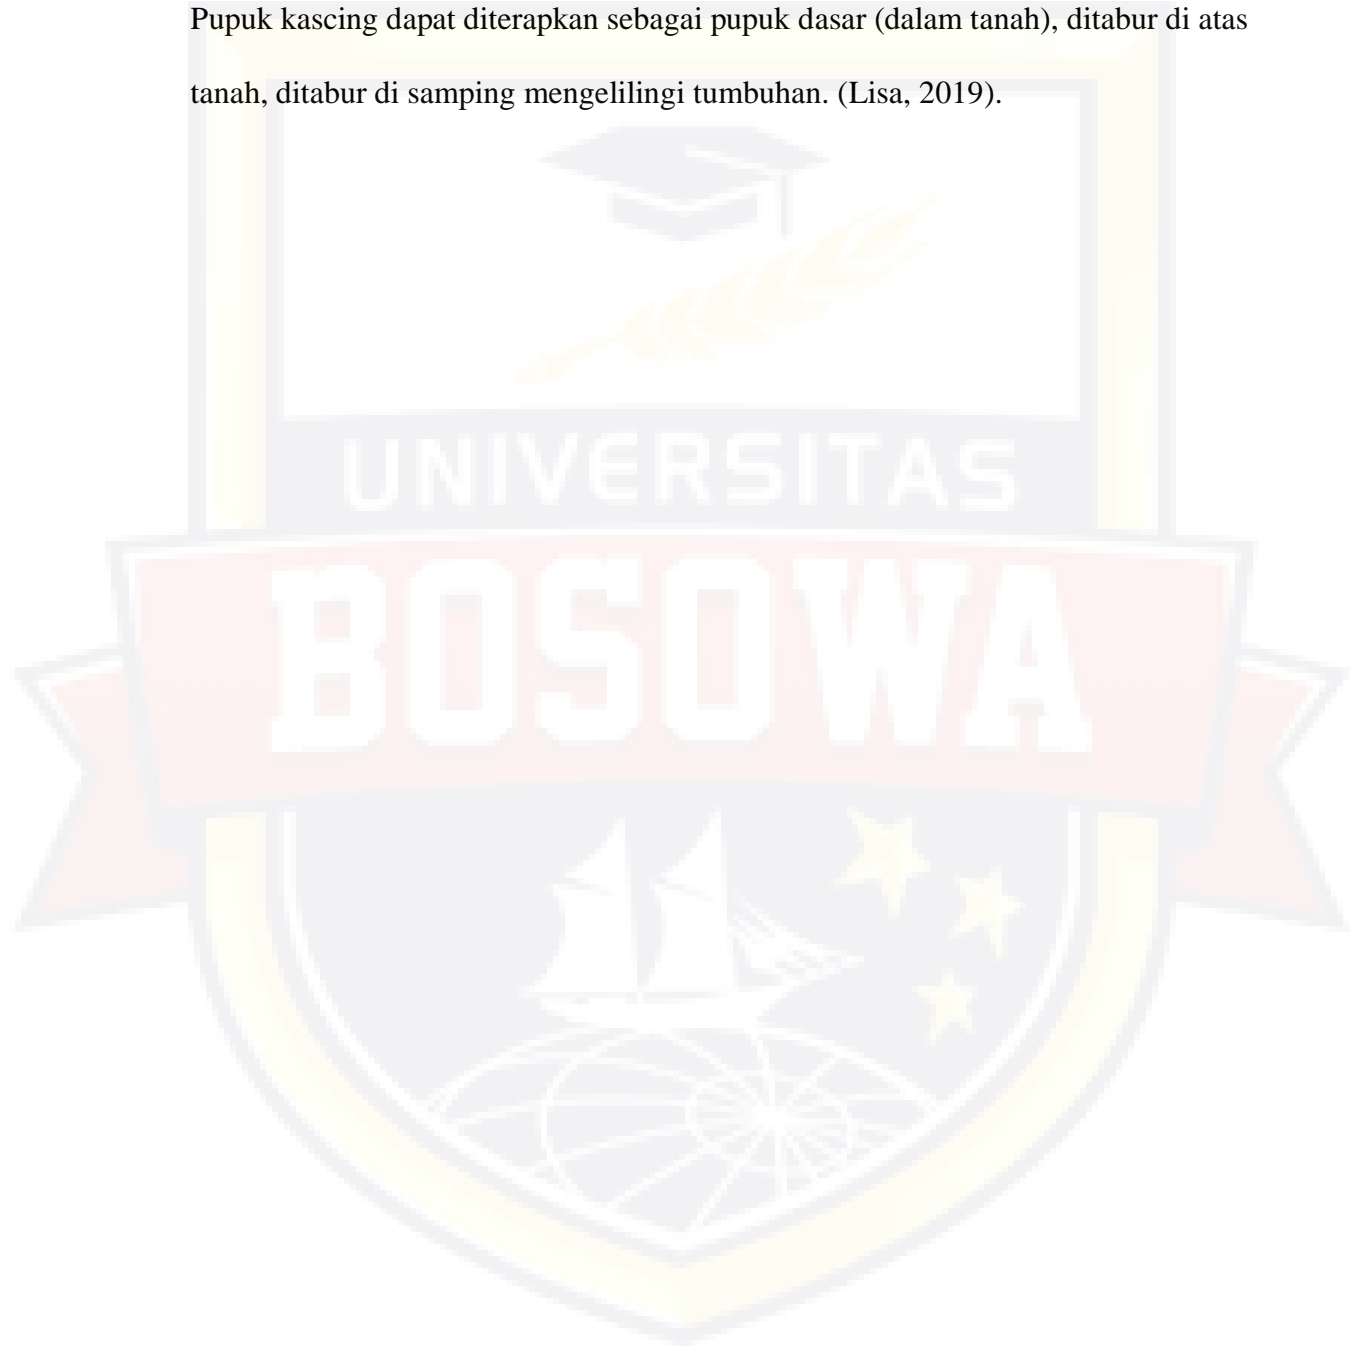 Pupuk kascing dapat diterapkan sebagai pupuk dasar (dalam tanah), ditabur di atas
tanah, ditabur di samping mengelilingi tumbuhan. (Lisa, 2019).
UNIVERSITAS
BOSOWA